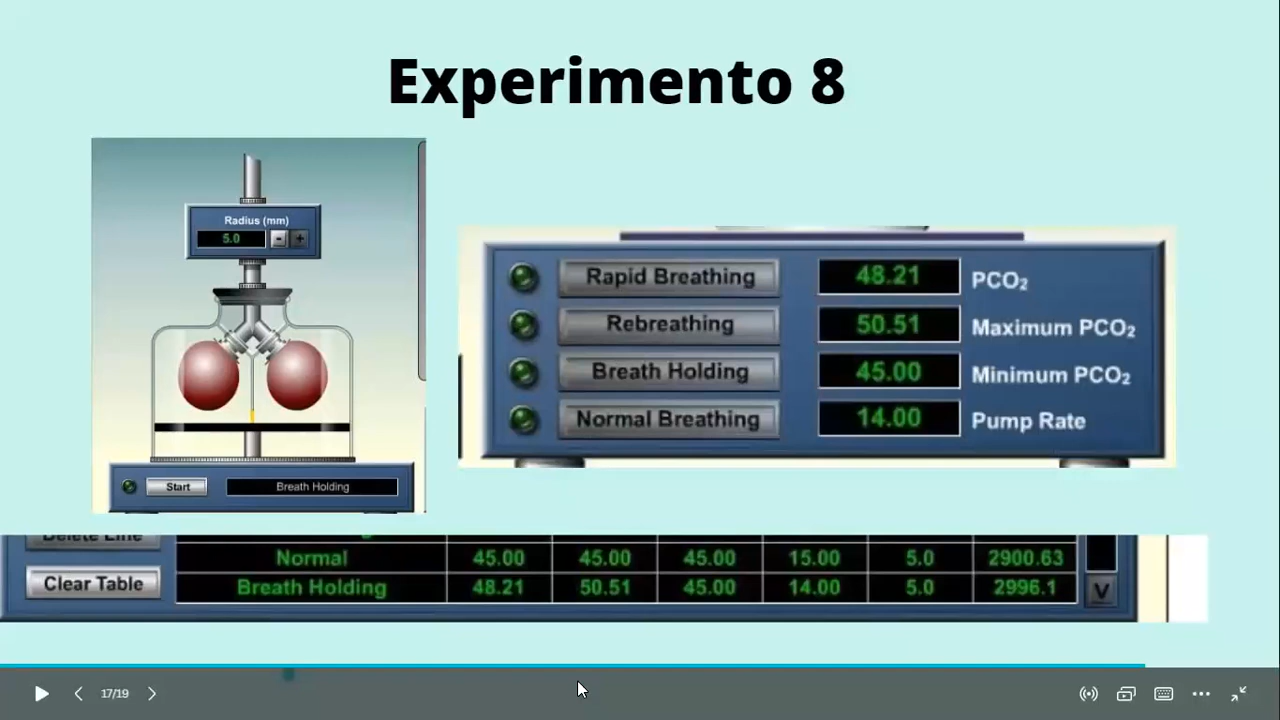 Experimento 8
Radius (mm)
5.0 - +
Start Breath Holding
Rapid Breathing 48.21 PCO₂
Rebreathing 50.51 Maximum PCO₂
Breath Holding 45.00 Minimum PCO₂
Normal Breathing 14.00 Pump Rate
Delete Line
Normal 45.00 45.00 45.00 15.00 5.0 2900.63
Clear Table Breath Holding 48.21 50.51 45.00 14.00 5.0 2996.1 V
17/19